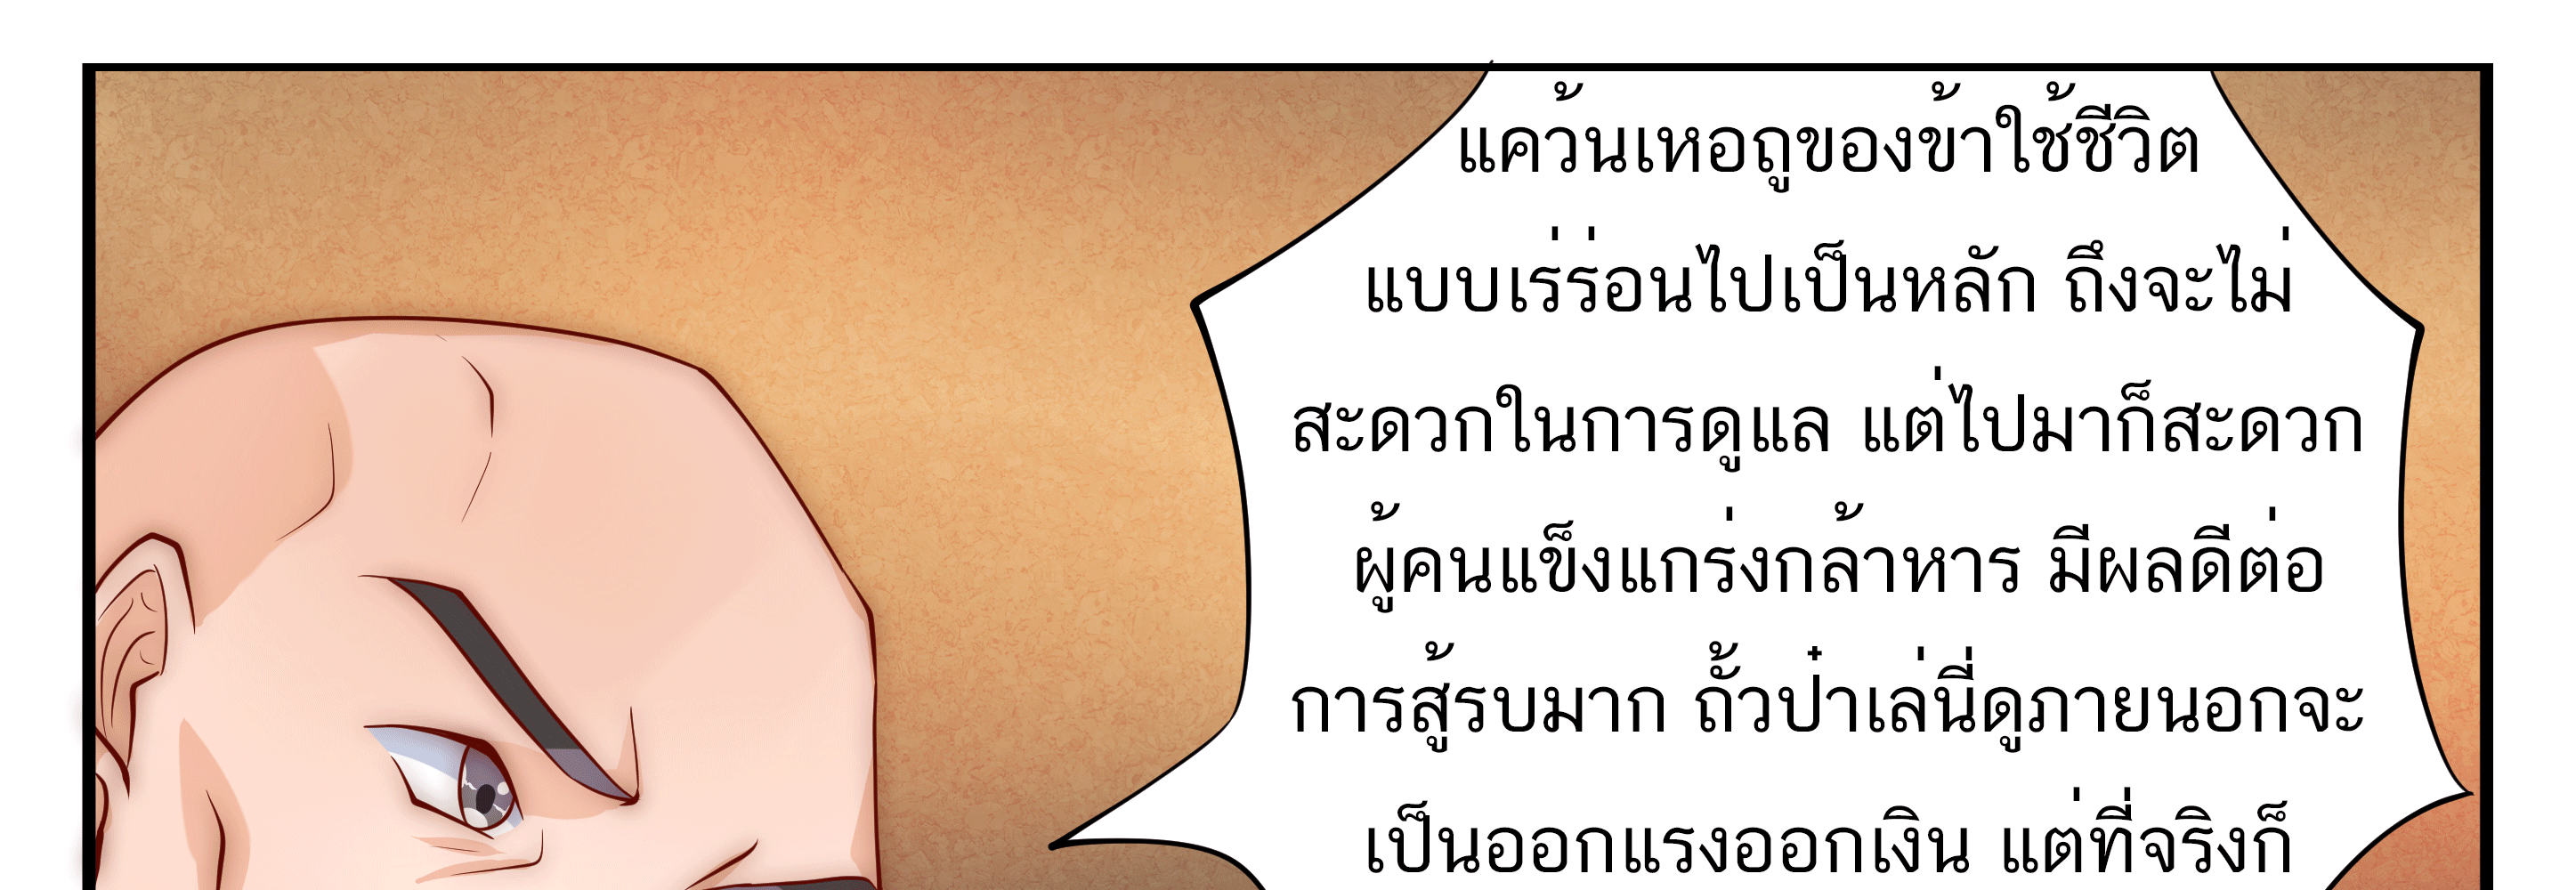 แคว้นเหอถูของข้าใช้ชีวิต
แบบเร่ร่อนไปเป็นหลัก ถึงจะไม่
สะดวกในการดูแล แต่ไปมาก็สะดวก
ผู้คนแข็งแกร่งกล้าหาร มีผลดีต่อ
การสู้รบมาก ถั้วป๋าเล่นี่ดูภายนอกจะ
เป็นออกแรงออกเงิน แต่ที่จริงก็